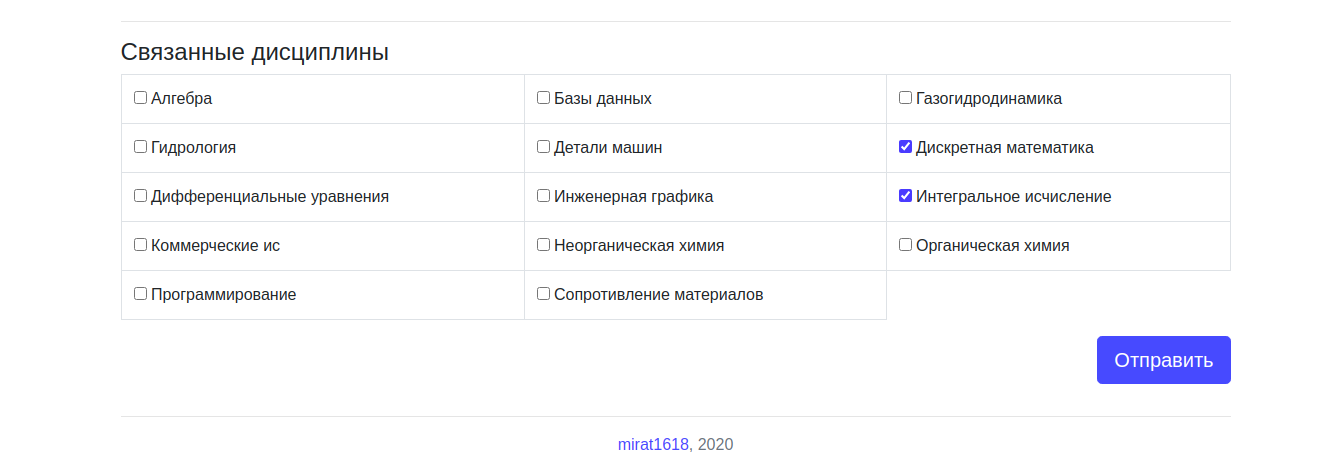 Связанные дисциплины
Алгебра Базы данных Газогидродинамика
Гидрология Детали машин Дискретная математика
Дифференциальные уравнения Инженерная графика Интегральное исчисление
Коммерческие ис Неорганическая химия Органическая химия
Программирование Сопротивление материалов
Отправить
mirat1618, 2020